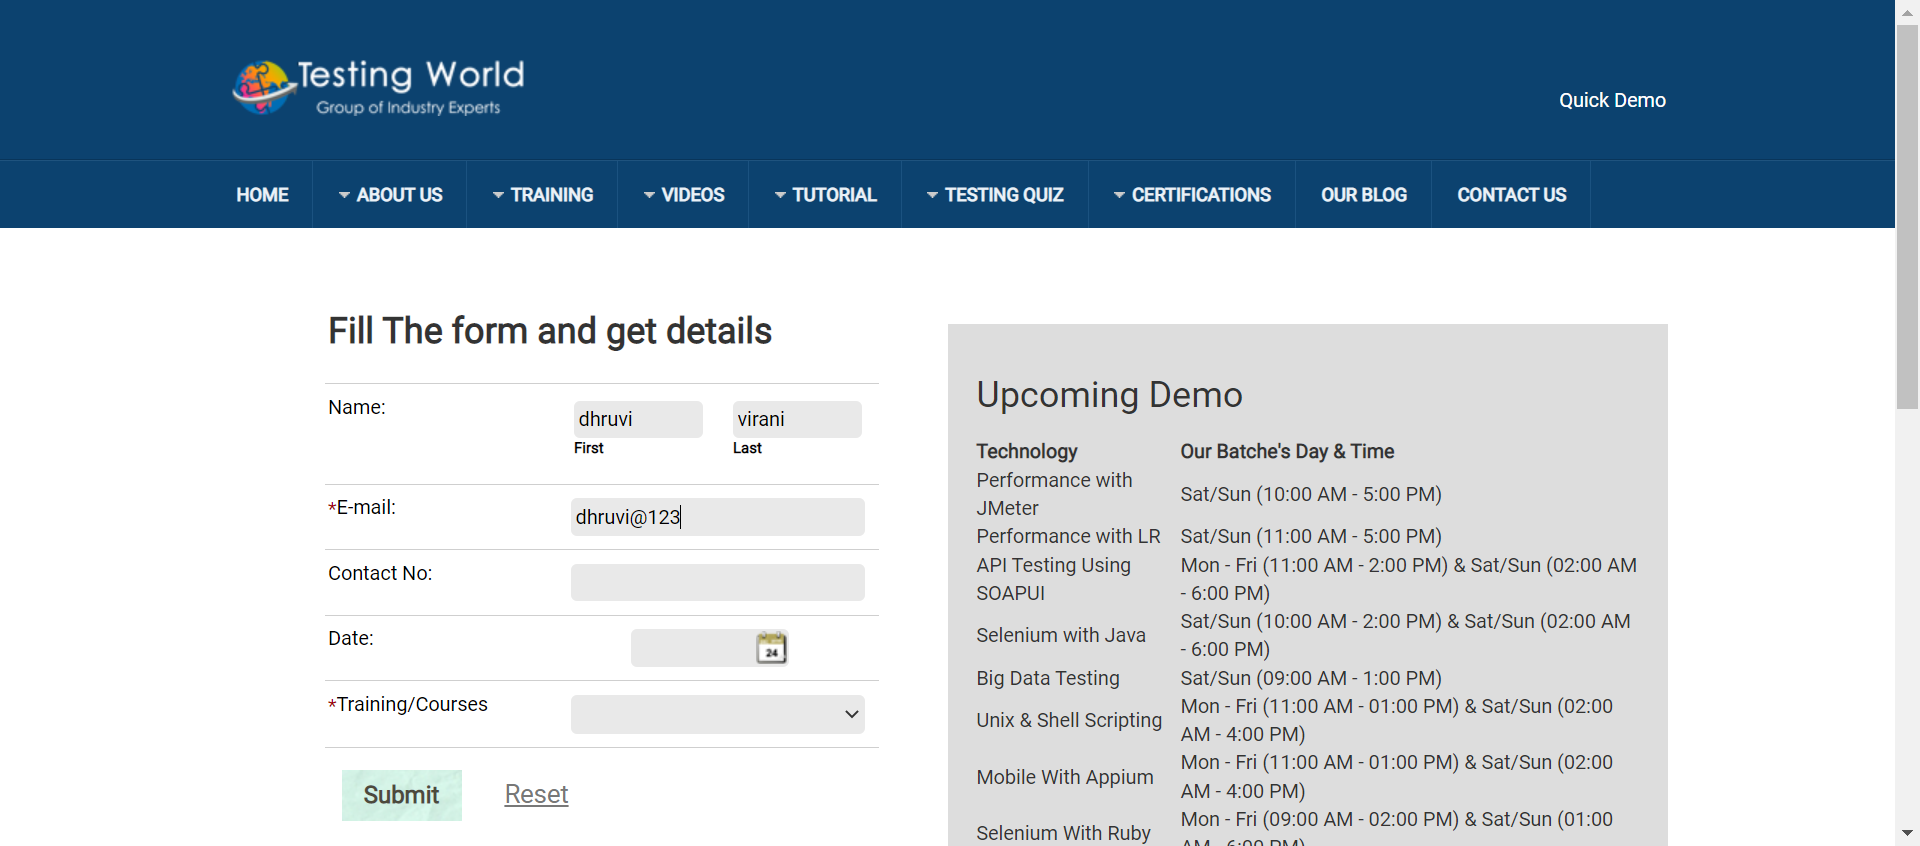 Testing World
Group of Industry Experts
Quick Demo
HOME ABOUT US TRAINING VIDEOS TUTORIAL TESTING QUIZ CERTIFICATIONS OUR BLOG CONTACT US
Fill The form and get details
Name:
dhruvi virani
First Last
*E-mail:
dhruvi@123
Contact No:
Date:
24
*Training/Courses
Submit Reset
Upcoming Demo
Technology Our Batche's Day & Time
Performance with
JMeter
Sat/Sun (10:00 AM - 5:00 PM)
Performance with LR Sat/Sun (11:00 AM - 5:00 PM)
API Testing Using
SOAPUI
Mon - Fri (11:00 AM - 2:00 PM) & Sat/Sun (02:00 AM
- 6:00 PM)
Selenium with Java
Sat/Sun (10:00 AM - 2:00 PM) & Sat/Sun (02:00 AM
- 6:00 PM)
Big Data Testing Sat/Sun (09:00 AM - 1:00 PM)
Unix & Shell Scripting
Mon - Fri (11:00 AM - 01:00 PM) & Sat/Sun (02:00
AM - 4:00 PM)
Mobile With Appium
Mon - Fri (11:00 AM - 01:00 PM) & Sat/Sun (02:00
AM - 4:00 PM)
Selenium With Ruby
Mon - Fri (09:00 AM - 02:00 PM) & Sat/Sun (01:00
AM - 6:00 PM)